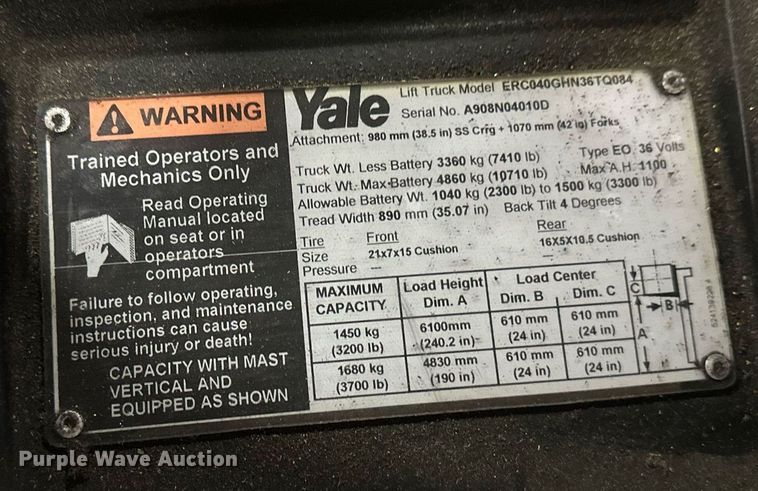 WARNING
Trained Operators and
Mechanics Only
Read Operating
Manual located
on seat or in
operators
compartment
Failure to follow operating,
inspection, and maintenance
instructions can cause
serious injury or death!
CAPACITY WITH MAST
VERTICAL AND
EQUIPPED AS SHOWN
Yale
Lift Truck Model ERC040GHN36TQ084
Serial No. A908N04010D
Attachment: 980 mm (38.5 in) SS Crrg + 1070 mm (42 in) Forks
Truck Wt. Less Battery 3360 kg (7410 lb) Type EO, 36 Volts
Truck Wt. Max Battery 4860 kg (10710 lb) Max A.H. 1100
Allowable Battery Wt. 1040 kg (2300 lb) to 1500 kg (3300 lb)
Tread Width 890 mm (35.07 in) Back Tilt 4 Degrees
Tire Front Rear
Size 21x7x15 Cushion 16X5X10.5 Cushion
Pressure —
MAXIMUM CAPACITY Load Height Dim. A Load Center Dim. B Dim. C
1450 kg (3200 lb) 6100mm (240.2 in) 610 mm (24 in) 610 mm (24 in)
1680 kg (3700 lb) 4830 mm (190 in) 610 mm (24 in) 610 mm (24 in)
C
B
A
Purple Wave Auction